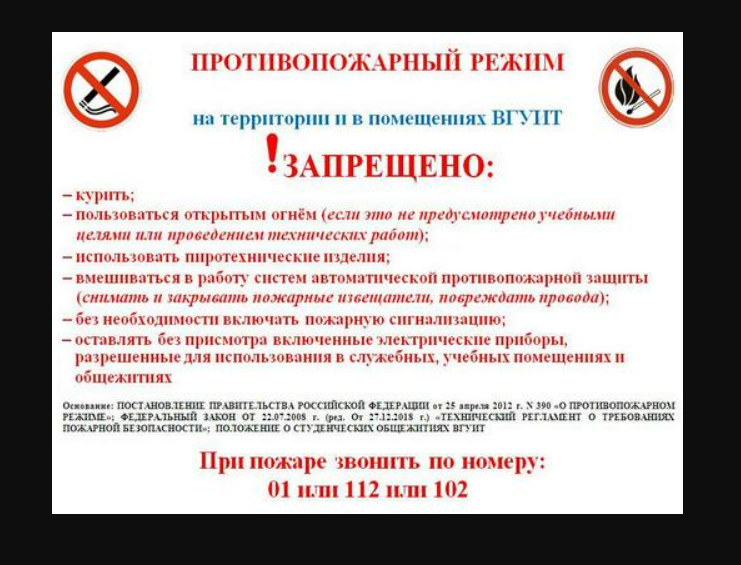 ПРОТИВОПОЖАРНЫЙ РЕЖИМ
на территории и в помещениях ВГУИТ
!ЗАПРЕЩЕНО:
– курить;
– пользоваться открытым огнём (если это не предусмотрено учебными
целями или проведением технических работ);
– использовать пиротехнические изделия;
– вмешиваться в работу систем автоматической противопожарной защиты
(снимать и закрывать пожарные извещатели, повреждать провода);
– без необходимости включать пожарную сигнализацию;
– оставлять без присмотра включенные электрические приборы,
разрешенные для использования в служебных, учебных помещениях и
общежитиях
Основание: ПОСТАНОВЛЕНИЕ ПРАВИТЕЛЬСТВА РОССИЙСКОЙ ФЕДЕРАЦИИ от 25 апреля 2012 г. N 390 «О ПРОТИВОПОЖАРНОМ
РЕЖИМЕ»; ФЕДЕРАЛЬНЫЙ ЗАКОН ОТ 22.07.2008 г. (ред. От 27.12.2018 г.) «ТЕХНИЧЕСКИЙ РЕГЛАМЕНТ О ТРЕБОВАНИЯХ
ПОЖАРНОЙ БЕЗОПАСНОСТИ»; ПОЛОЖЕНИЕ О СТУДЕНЧЕСКИХ ОБЩЕЖИТИЯХ ВГУИТ
При пожаре звонить по номеру:
01 или 112 или 102